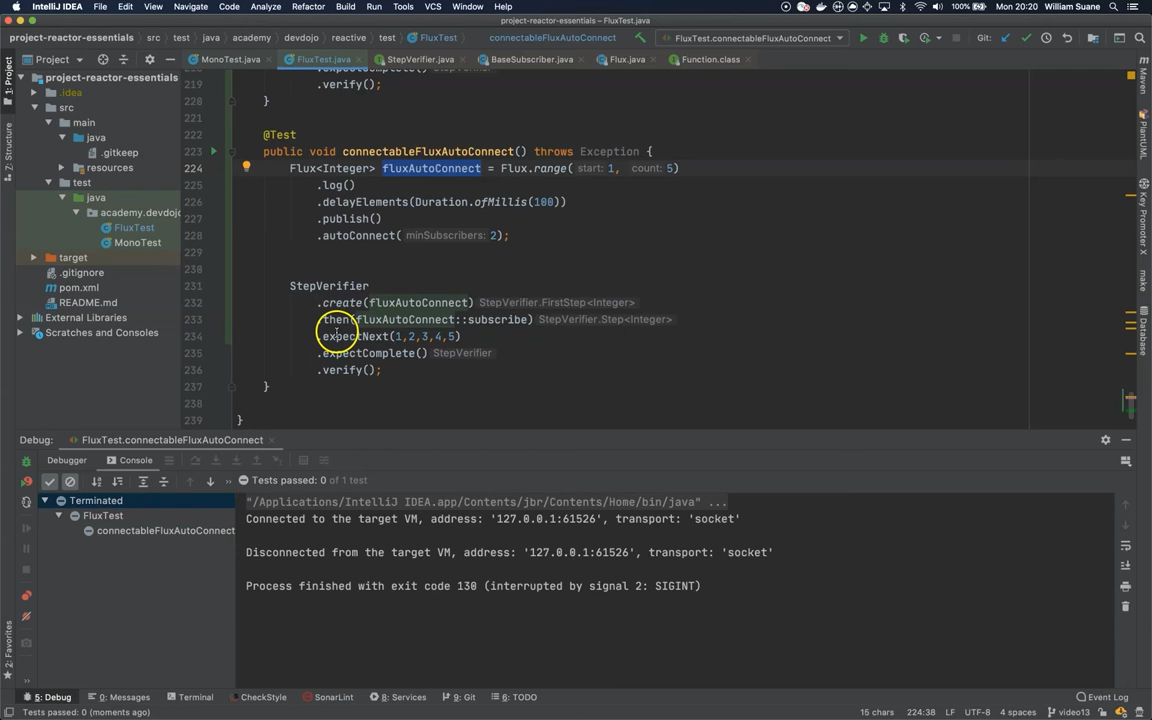 IntelliJ IDEA File Edit View Navigate Code Analyze Refactor Build Run Tools VCS Window Help 100% Mon 20:20 William Suane
project-reactor-essentials – FluxTest.java
project-reactor-essentials src test java academy devdojo reactive test FluxTest connectableFluxAutoConnect FluxTest.connectableFluxAutoConnect Git:
Project MonoTest.java FluxTest.java StepVerifier.java BaseSubscriber.java Flux.java Function.class
project-reactor-essentials
.idea
src
main
java
.gitkeep
resources
test
java
academy.devdojo
FluxTest
MonoTest
target
.gitignore
pom.xml
README.md
External Libraries
Scratches and Consoles
1: Project
7: Structure
2: Favorites
Maven
PlantUML
Key Promoter X
Database
219 .verify();
220 }
221
222 @Test
223 public void connectableFluxAutoConnect() throws Exception {
224 Flux<Integer> fluxAutoConnect = Flux.range( start: 1, count: 5)
225 .log()
226 .delayElements(Duration.ofMillis(100))
227 .publish()
228 .autoConnect( minSubscribers: 2);
229
230
231 StepVerifier
232 .create(fluxAutoConnect) StepVerifier.FirstStep<Integer>
233 .then(fluxAutoConnect::subscribe) StepVerifier.Step<Integer>
234 .expectNext(1,2,3,4,5)
235 .expectComplete() StepVerifier
236 .verify();
237 }
238
239 }
Debug: FluxTest.connectableFluxAutoConnect
Debugger Console
Tests passed: 0 of 1 test
Terminated
FluxTest
connectableFluxAutoConnect
"/Applications/IntelliJ IDEA.app/Contents/jbr/Contents/Home/bin/java" ...
Connected to the target VM, address: '127.0.0.1:61526', transport: 'socket'
Disconnected from the target VM, address: '127.0.0.1:61526', transport: 'socket'
Process finished with exit code 130 (interrupted by signal 2: SIGINT)
5: Debug 0: Messages Terminal CheckStyle SonarLint 8: Services 9: Git 6: TODO Event Log
Tests passed: 0 (moments ago) 15 chars 224:38 LF UTF-8 4 spaces video13